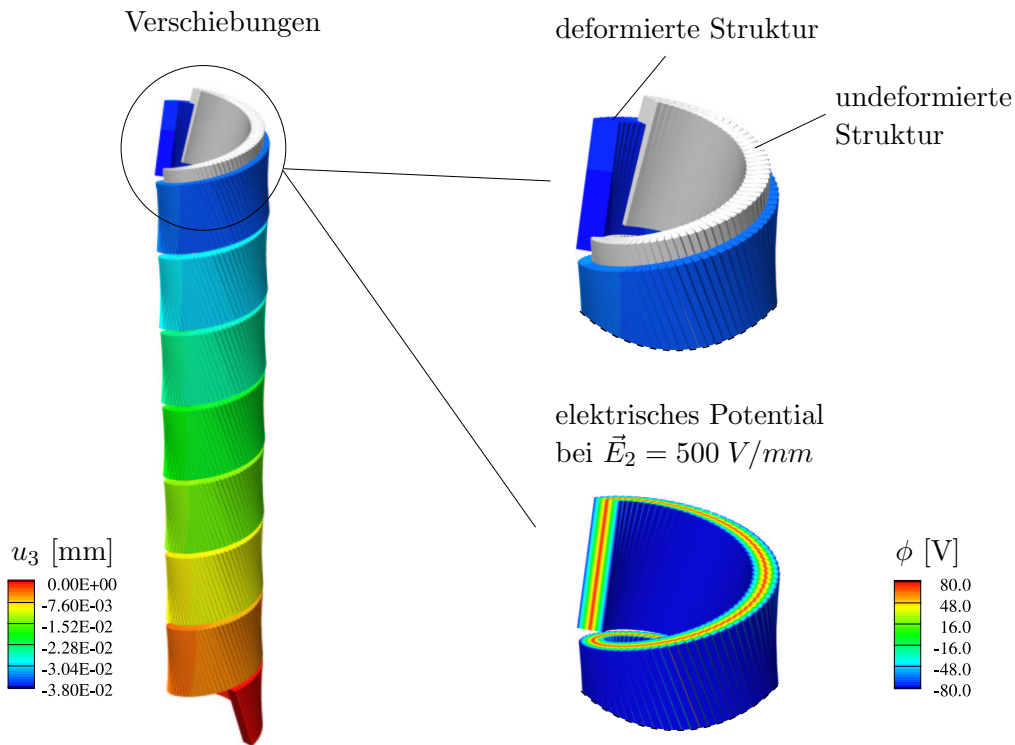 Verschiebungen
deformierte Struktur
undeformierte
Struktur
elektrisches Potential
bei $\vec{E}_2 = 500\ V/mm$
u₃ [mm]
0.00E+00
-7.60E-03
-1.52E-02
-2.28E-02
-3.04E-02
-3.80E-02
ϕ [V]
80.0
48.0
16.0
-16.0
-48.0
-80.0